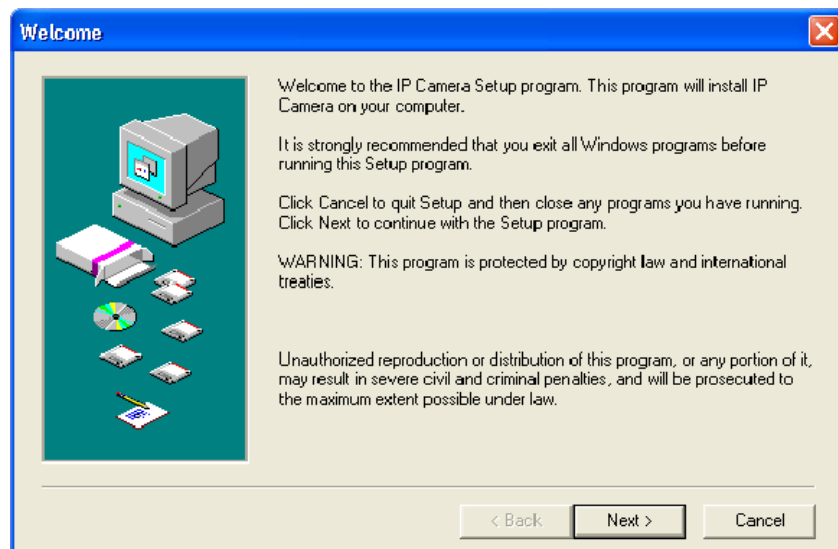 Welcome
Welcome to the IP Camera Setup program. This program will install IP
Camera on your computer.
It is strongly recommended that you exit all Windows programs before
running this Setup program.
Click Cancel to quit Setup and then close any programs you have running.
Click Next to continue with the Setup program.
WARNING: This program is protected by copyright law and international
treaties.
Unauthorized reproduction or distribution of this program, or any portion of it,
may result in severe civil and criminal penalties, and will be prosecuted to
the maximum extent possible under law.
< Back Next > Cancel